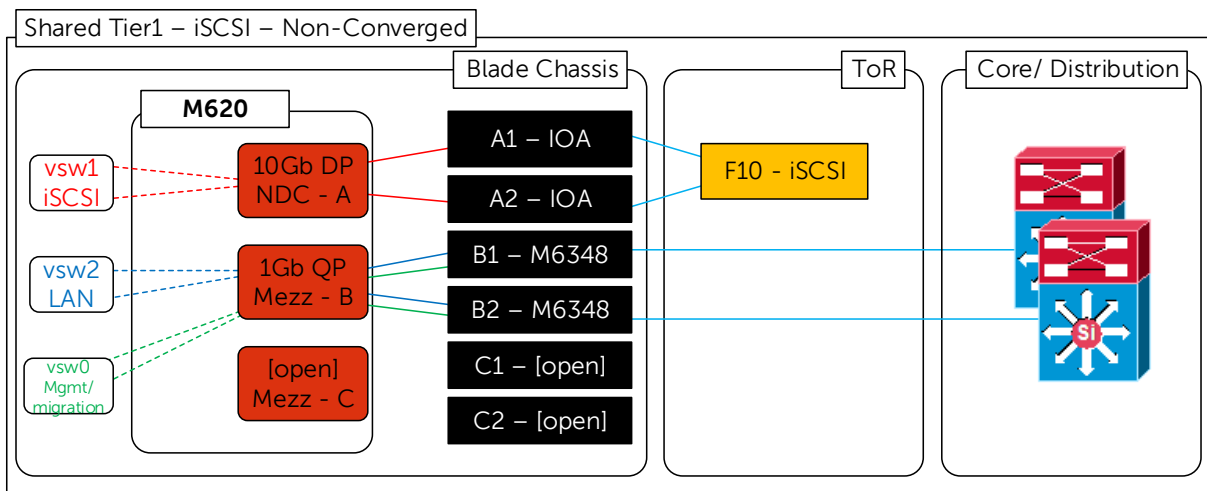 Shared Tier1 – iSCSI – Non-Converged
Blade Chassis
ToR
Core/ Distribution
M620
vsw1
iSCSI
10Gb DP
NDC - A
A1 – IOA
A2 – IOA
F10 - iSCSI
vsw2
LAN
1Gb QP
Mezz - B
B1 – M6348
B2 – M6348
vsw0
Mgmt/
migration
[open]
Mezz - C
C1 – [open]
C2 – [open]
Si